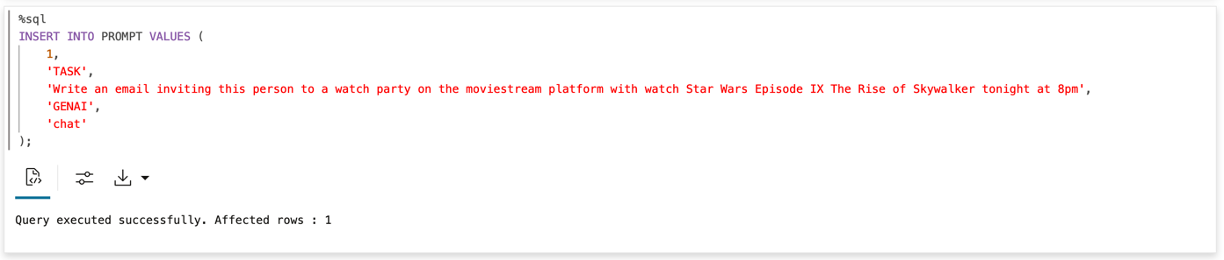 %sql
INSERT INTO PROMPT VALUES (
1,
'TASK',
'Write an email inviting this person to a watch party on the moviestream platform with watch Star Wars Episode IX The Rise of Skywalker tonight at 8pm',
'GENAI',
'chat'
);
Query executed successfully. Affected rows : 1